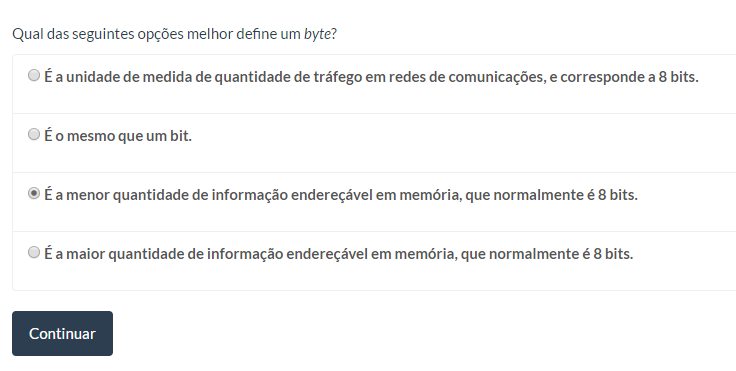 Qual das seguintes opções melhor define um byte?
É a unidade de medida de quantidade de tráfego em redes de comunicações, e corresponde a 8 bits.
É o mesmo que um bit.
É a menor quantidade de informação endereçável em memória, que normalmente é 8 bits.
É a maior quantidade de informação endereçável em memória, que normalmente é 8 bits.
Continuar